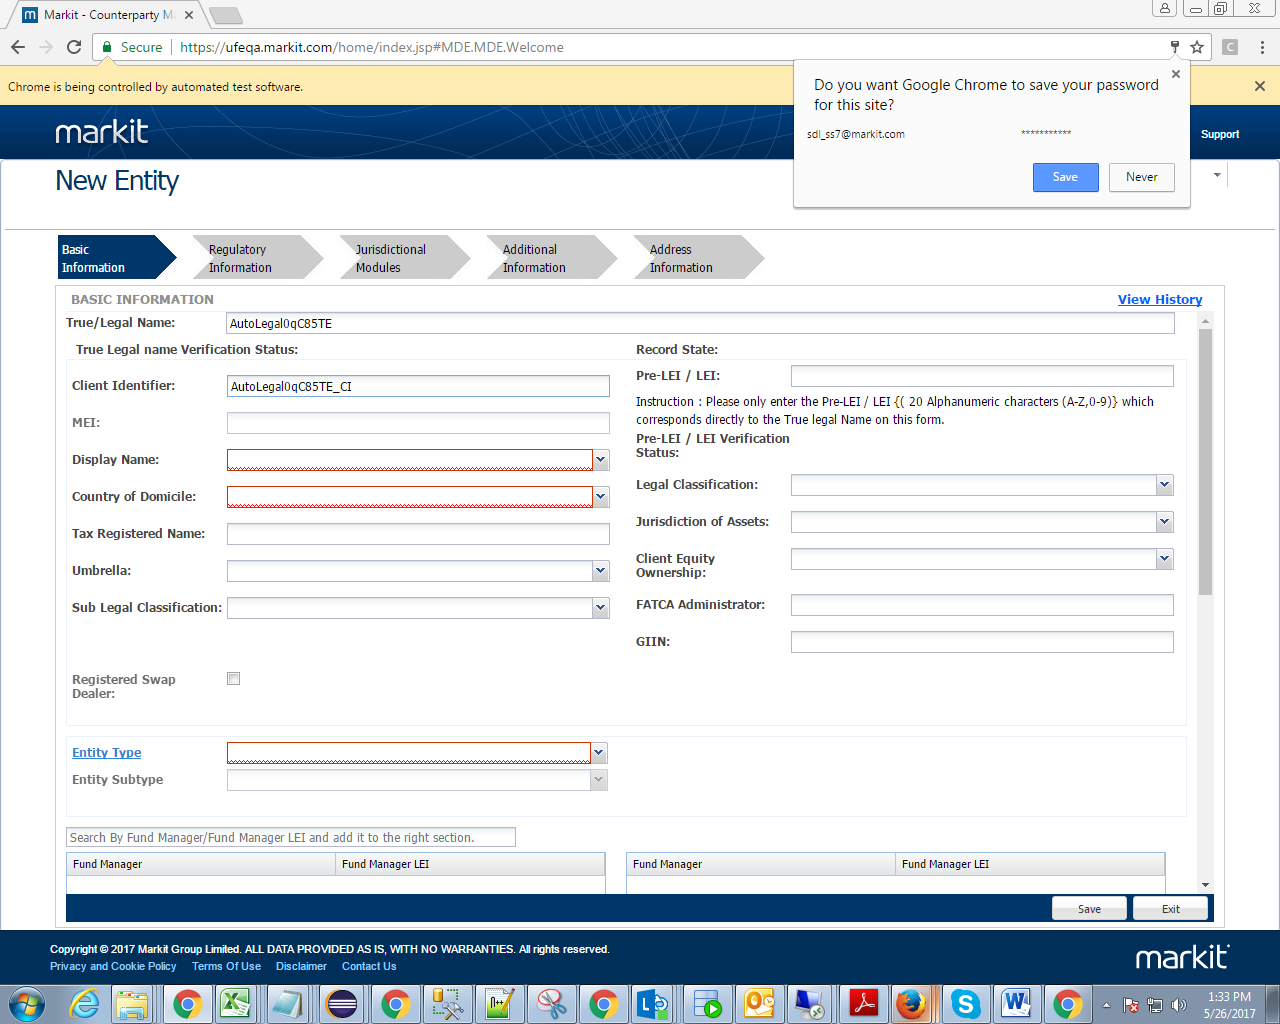 Markit - Counterparty Ma
Secure
https://ufeqa.markit.com/home/index.jsp#MDE.MDE.Welcome
C
Chrome is being controlled by automated test software.
Do you want Google Chrome to save your password
for this site?
sdl_ss7@markit.com ***********
Save Never
markit
Support
New Entity
Basic
Information
Regulatory
Information
Jurisdictional
Modules
Additional
Information
Address
Information
BASIC INFORMATION
View History
True/Legal Name: AutoLegal0qC85TE
True Legal name Verification Status:
Record State:
Client Identifier: AutoLegal0qC85TE_CI
MEI:
Display Name:
Country of Domicile:
Tax Registered Name:
Umbrella:
Sub Legal Classification:
Registered Swap
Dealer:
Pre-LEI / LEI:
Instruction : Please only enter the Pre-LEI / LEI {( 20 Alphanumeric characters (A-Z,0-9)} which
corresponds directly to the True legal Name on this form.
Pre-LEI / LEI Verification
Status:
Legal Classification:
Jurisdiction of Assets:
Client Equity
Ownership:
FATCA Administrator:
GIIN:
Entity Type
Entity Subtype
Search By Fund Manager/Fund Manager LEI and add it to the right section.
Fund Manager Fund Manager LEI
Fund Manager Fund Manager LEI
Save Exit
Copyright © 2017 Markit Group Limited. ALL DATA PROVIDED AS IS, WITH NO WARRANTIES. All rights reserved.
Privacy and Cookie Policy Terms Of Use Disclaimer Contact Us
markit
1:33 PM
5/26/2017